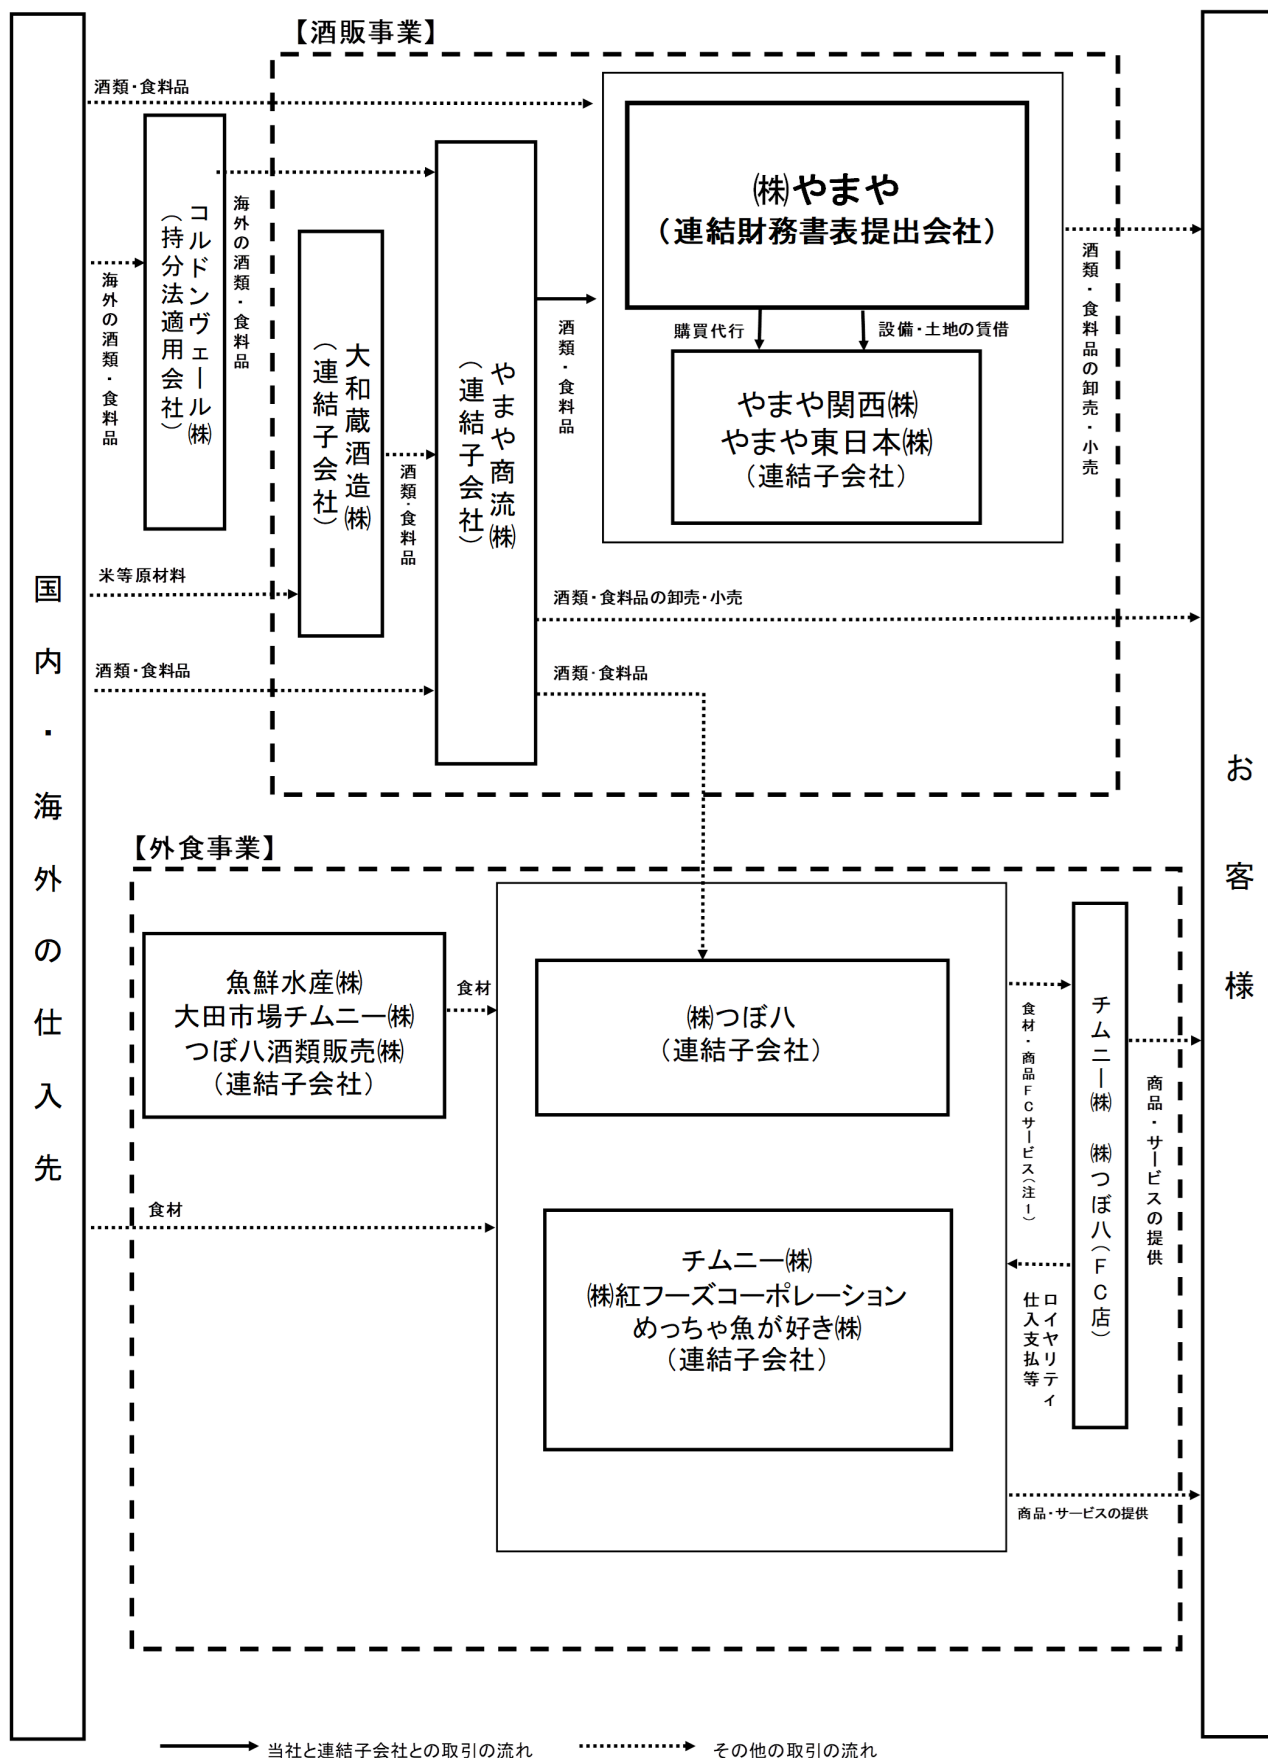 【酒販事業】
酒類・食料品
㈱やまや
（連結財務書表提出会社）
コルドンヴェール㈱
（持分法適用会社）
海外の酒類・食料品
海外の酒類・食料品
大和蔵酒造㈱
（連結子会社）
酒類・食料品
やまや商流㈱
（連結子会社）
酒類・食料品
購買代行
設備・土地の賃借
やまや関西㈱
やまや東日本㈱
（連結子会社）
酒類・食料品の卸売・小売
米等原材料
酒類・食料品の卸売・小売
酒類・食料品
酒類・食料品
国内・海外の仕入先
お客様
【外食事業】
魚鮮水産㈱
大田市場チムニー㈱
つぼ八酒類販売㈱
（連結子会社）
食材
㈱つぼ八
（連結子会社）
食材・商品FCサービス（注1）
チムニー㈱　㈱つぼ八（FC店）
商品・サービスの提供
食材
チムニー㈱
㈱紅フーズコーポレーション
めっちゃ魚が好き㈱
（連結子会社）
ロイヤリティ
仕入支払等
商品・サービスの提供
当社と連結子会社との取引の流れ
その他の取引の流れ